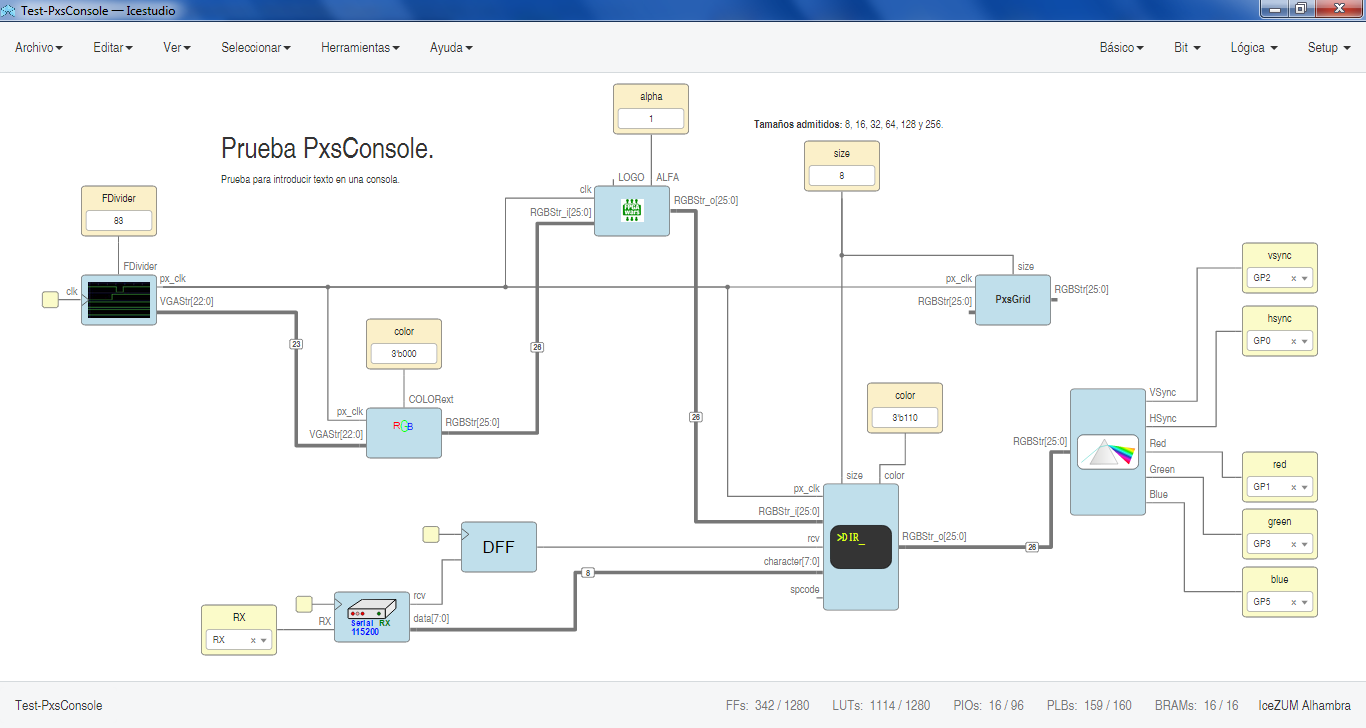 Test-PxsConsole — Icestudio
Archivo Editar Ver Seleccionar Herramientas Ayuda Básico Bit Lógica Setup
alpha
1
Tamaños admitidos: 8, 16, 32, 64, 128 y 256.
Prueba PxsConsole.
Prueba para introducir texto en una consola.
size
8
LOGO ALFA
clk
RGBStr_i[25:0]
FPGA
wars
RGBStr_o[25:0]
FDivider
83
FDivider
clk
px_clk
VGAStr[22:0]
23
color
3'b000
COLORext
px_clk
VGAStr[22:0]
RGB
RGBStr[25:0]
26
26
size
px_clk
RGBStr[25:0]
PxsGrid
RGBStr[25:0]
vsync
GP2 x
hsync
GP0 x
color
3'b110
size color
px_clk
RGBStr_i[25:0]
rcv
character[7:0]
spcode
>DIR_
RGBStr_o[25:0]
26
RGBStr[25:0]
VSync
HSync
Red
Green
Blue
red
GP1 x
green
GP3 x
blue
GP5 x
DFF
8
RX
RX x
RX
Serial RX
115200
rcv
data[7:0]
Test-PxsConsole FFs: 342 / 1280 LUTs: 1114 / 1280 PIOs: 16 / 96 PLBs: 159 / 160 BRAMs: 16 / 16 IceZUM Alhambra